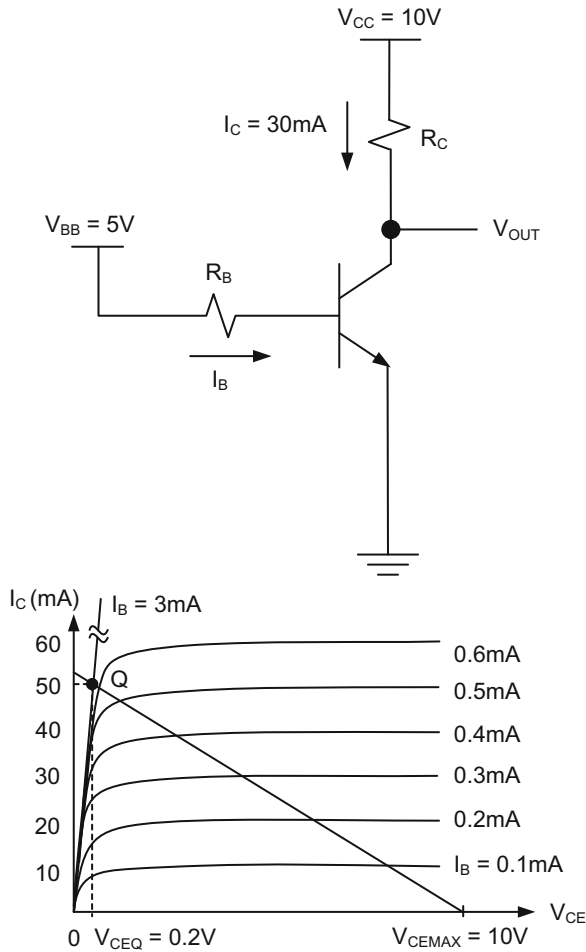 V_CC = 10V
I_C = 30mA
R_C
V_BB = 5V
V_OUT
R_B
I_B
I_C (mA)
I_B = 3mA
60
0.6mA
Q
50
0.5mA
40
0.4mA
30
0.3mA
20
0.2mA
10
I_B = 0.1mA
V_CE
0
V_CEQ = 0.2V
V_CEMAX = 10V